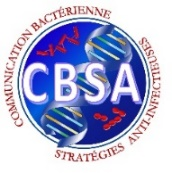 COMMUNICATION BACTÉRIENNE
CBSA
STRATÉGIES ANTI-INFECTIEUSES